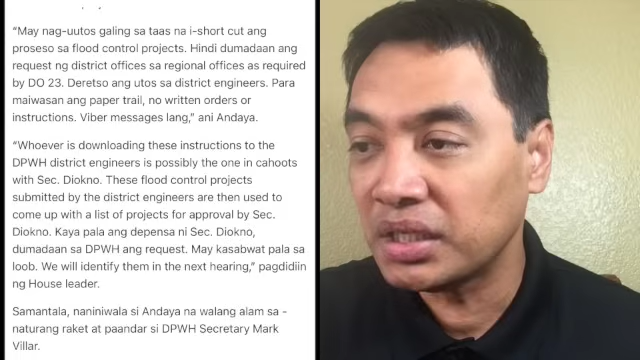 “May nag-uutos galing sa taas na i-short cut ang
proseso sa flood control projects. Hindi dumadaan ang
request ng district offices sa regional offices as required
by DO 23. Deretso ang utos sa district engineers. Para
maiwasan ang paper trail, no written orders or
instructions. Viber messages lang,” ani Andaya.
“Whoever is downloading these instructions to the
DPWH district engineers is possibly the one in cahoots
with Sec. Diokno. These flood control projects
submitted by the district engineers are then used to
come up with a list of projects for approval by Sec.
Diokno. Kaya pala ang depensa ni Sec. Diokno,
dumadaan sa DPWH ang request. May kasabwat pala sa
loob. We will identify them in the next hearing,” pagdidiin
ng House leader.
Samantala, naniniwala si Andaya na walang alam sa -
naturang raket at paandar si DPWH Secretary Mark
Villar.